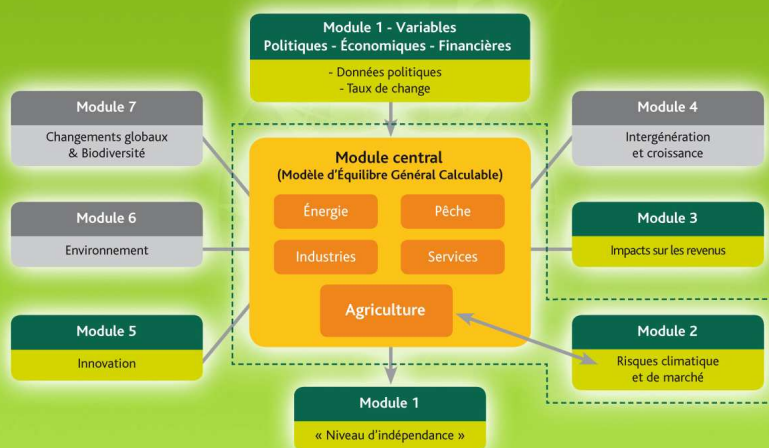 Module 1 - Variables
Politiques - Économiques - Financières
- Données politiques
- Taux de change
Module 7
Changements globaux
& Biodiversité
Module 4
Intergénération
et croissance
Module central
(Modèle d'Équilibre Général Calculable)
Énergie
Pêche
Industries
Services
Agriculture
Module 6
Environnement
Module 3
Impacts sur les revenus
Module 5
Innovation
Module 2
Risques climatique
et de marché
Module 1
« Niveau d'indépendance »